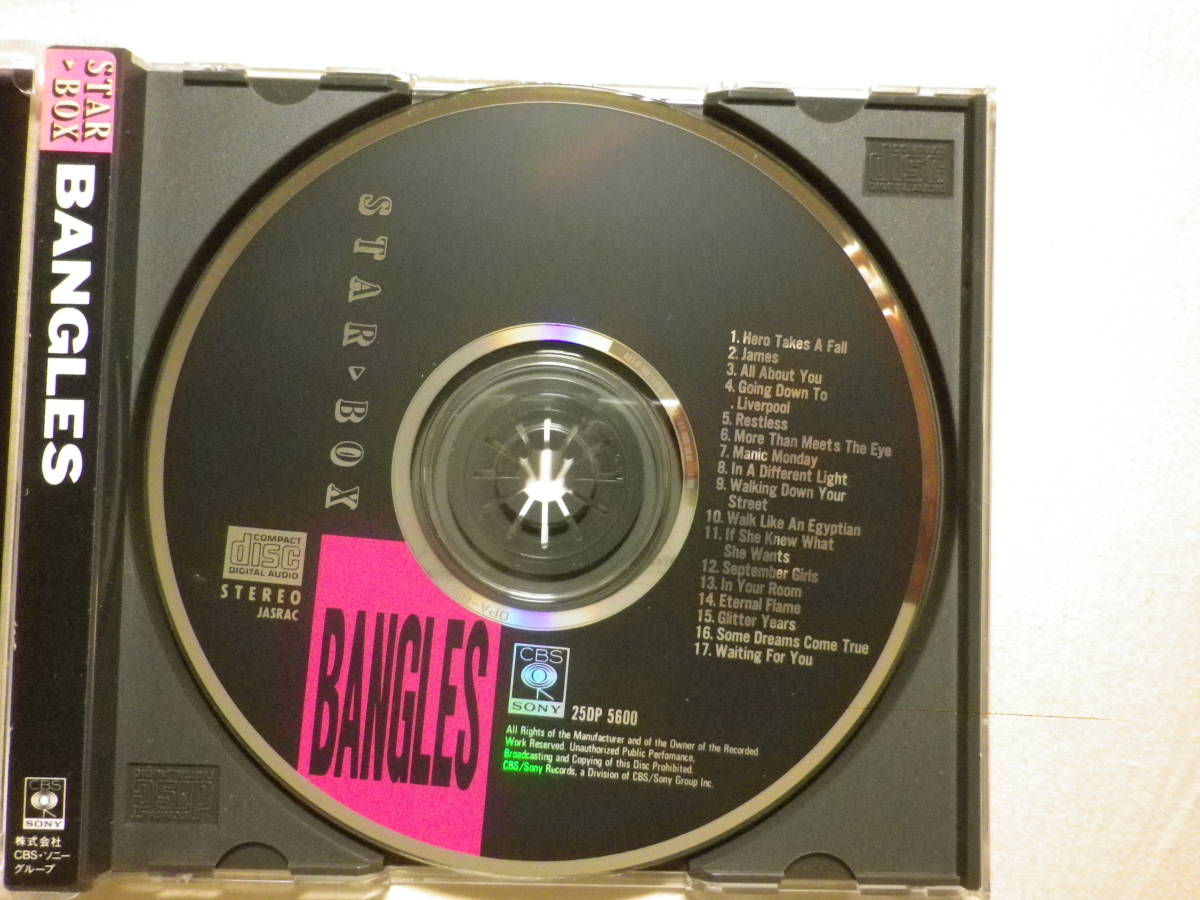 STAR
BOX
BANGLES
CBS
SONY
株式会社
CBS・ソニー
グループ
STAR BOX
COMPACT
disc
DIGITAL AUDIO
STEREO
JASRAC
BANGLES
1. Hero Takes A Fall
2. James
3. All About You
4. Going Down To
. Liverpool
5. Restless
6. More Than Meets The Eye
7. Manic Monday
8. In A Different Light
9. Walking Down Your
Street
10. Walk Like An Egyptian
11. If She Knew What
She Wants
12. September Girls
13. In Your Room
14. Eternal Flame
15. Glitter Years
16. Some Dreams Come True
17. Waiting For You
CBS
SONY
25DP 5600
All Rights of the Manufacturer and of the Owner of the Recorded
Work Reserved. Unauthorized Public Perfomance,
Broadcasting and Copying of this Disc Prohibited.
CBS/Sony Records, a Division of CBS/Sony Group Inc.
COMPACT
disc
DIGITAL AUDIO